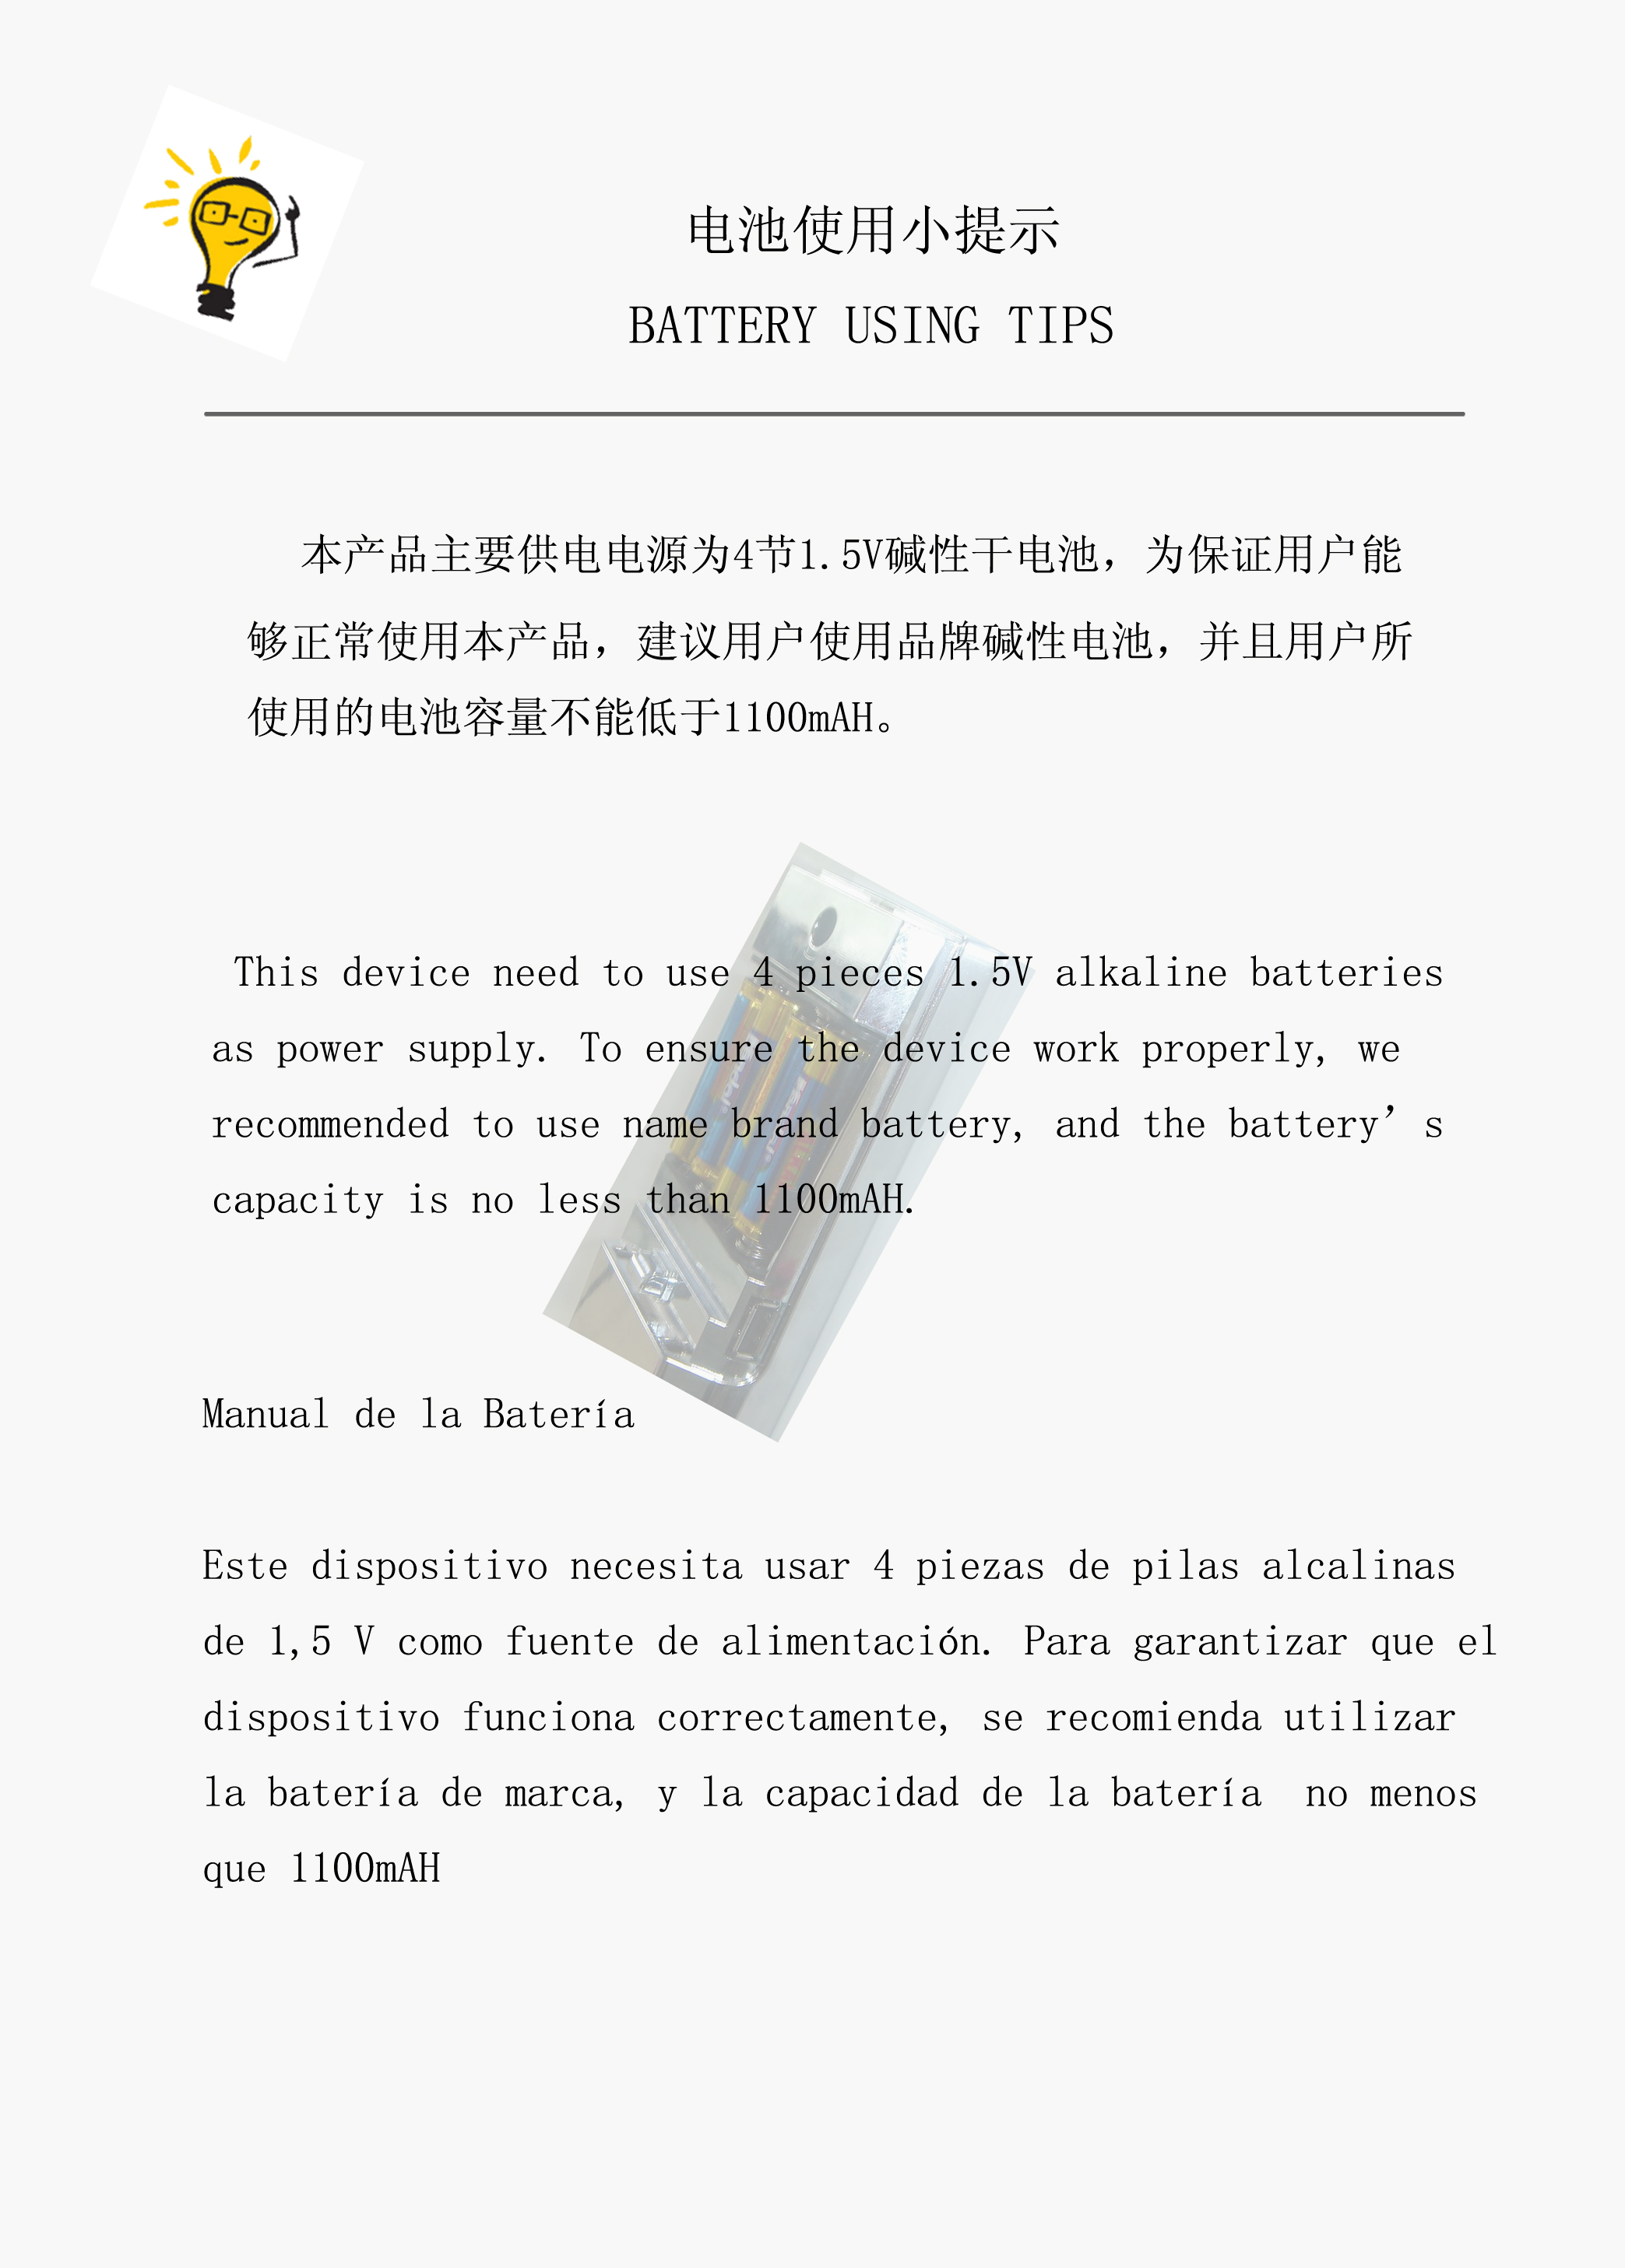 电池使用小提示
BATTERY USING TIPS
本产品主要供电电源为4节1.5V碱性干电池，为保证用户能
够正常使用本产品，建议用户使用品牌碱性电池，并且用户所
使用的电池容量不能低于1100mAH。
This device need to use 4 pieces 1.5V alkaline batteries
as power supply. To ensure the device work properly, we
recommended to use name brand battery, and the battery’s
capacity is no less than 1100mAH.
Manual de la Batería
Este dispositivo necesita usar 4 piezas de pilas alcalinas
de 1,5 V como fuente de alimentación. Para garantizar que el
dispositivo funciona correctamente, se recomienda utilizar
la batería de marca, y la capacidad de la batería no menos
que 1100mAH